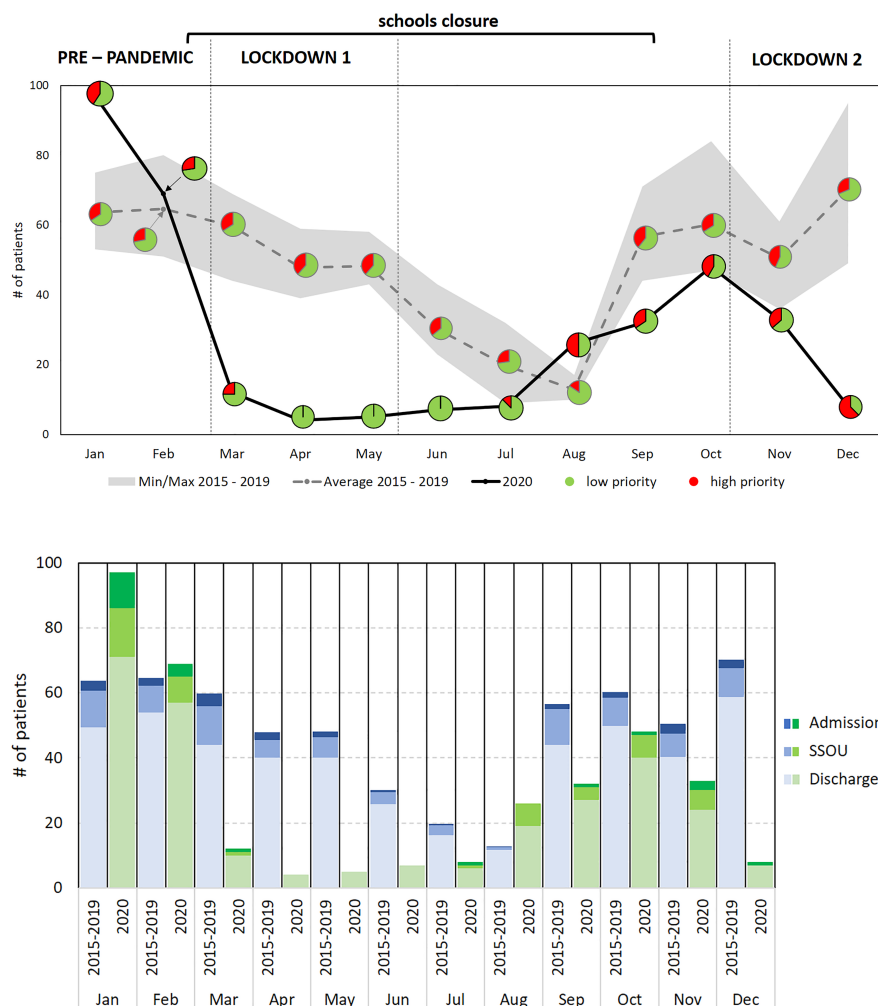 schools closure
PRE – PANDEMIC LOCKDOWN 1 LOCKDOWN 2
100
80
60
40
20
0
# of patients
Jan Feb Mar Apr May Jun Jul Aug Sep Oct Nov Dec
Min/Max 2015 - 2019 Average 2015 - 2019 2020 low priority high priority
100
80
60
40
20
0
# of patients
Admission
SSOU
Discharge
2015-2019 2020 2015-2019 2020 2015-2019 2020 2015-2019 2020 2015-2019 2020 2015-2019 2020 2015-2019 2020 2015-2019 2020 2015-2019 2020 2015-2019 2020 2015-2019 2020 2015-2019 2020
Jan Feb Mar Apr May Jun Jul Aug Sep Oct Nov Dec